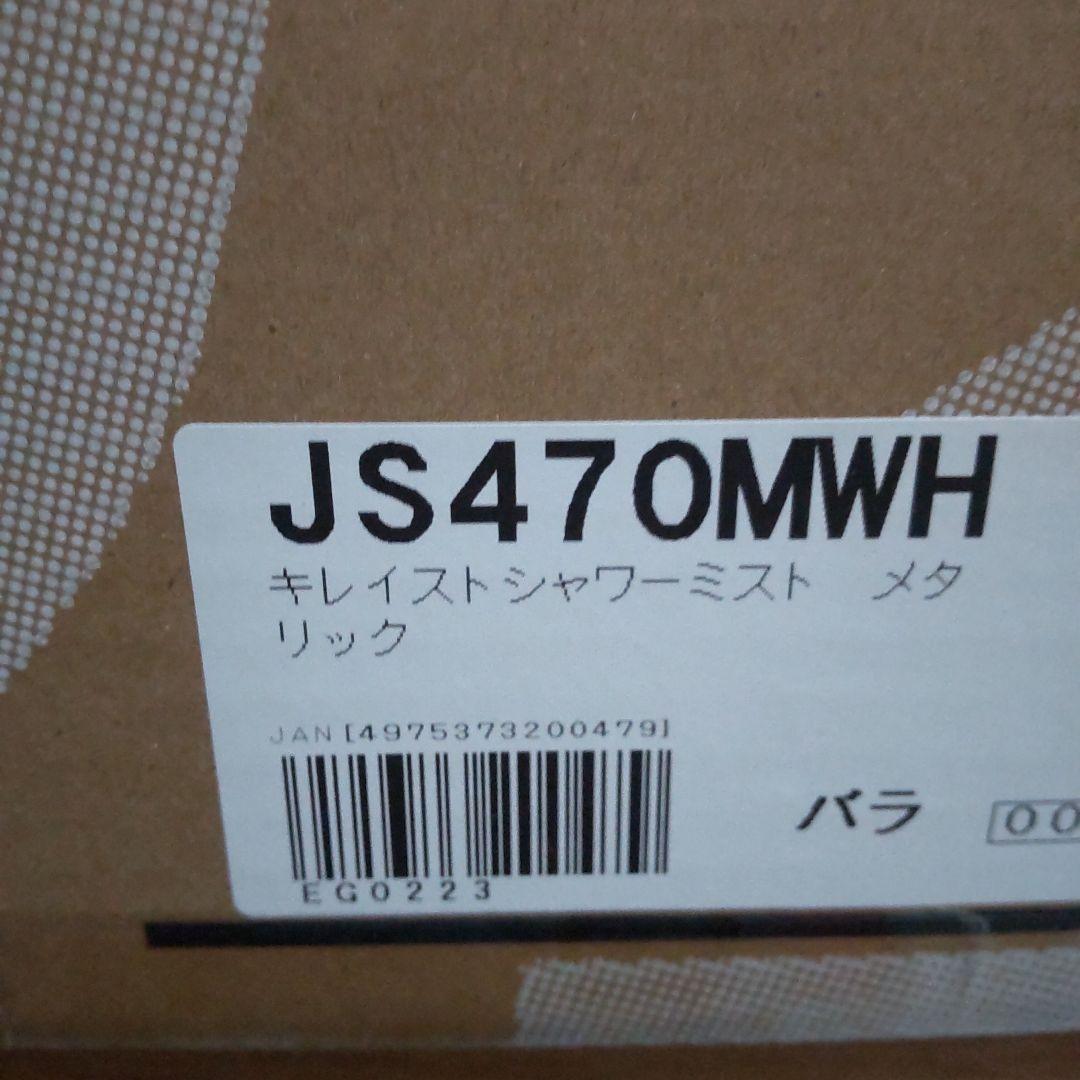 JS470MWH
キレイストシャワーミスト　メタ
リック
JAN [4975373200479]
バラ 00
EG0223